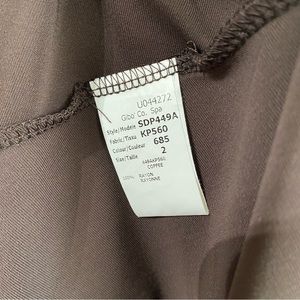 U044272
Gibo Co. Spa
Style/Modele SDP449A
Fabric/Tissu KP560
Colour/Couleur 685
Size/Taille 2
449AKP560
COFFEE
100% RAYON
RAYONNE